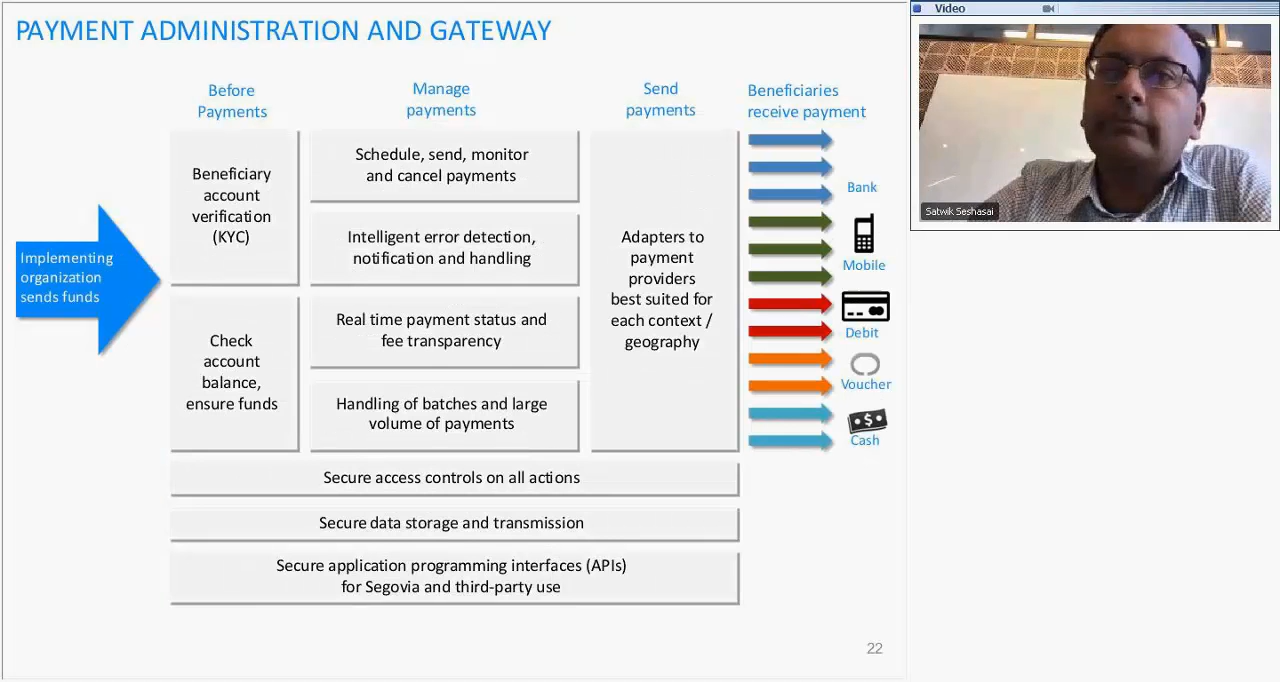 PAYMENT ADMINISTRATION AND GATEWAY
Before
Payments
Manage
payments
Send
payments
Beneficiaries
receive payment
Implementing
organization
sends funds
Beneficiary
account
verification
(KYC)
Check
account
balance,
ensure funds
Schedule, send, monitor
and cancel payments
Intelligent error detection,
notification and handling
Real time payment status and
fee transparency
Handling of batches and large
volume of payments
Adapters to
payment
providers
best suited for
each context /
geography
Bank
Mobile
Debit
Voucher
$
Cash
Secure access controls on all actions
Secure data storage and transmission
Secure application programming interfaces (APIs)
for Segovia and third-party use
22
Video
Satwik Seshasai